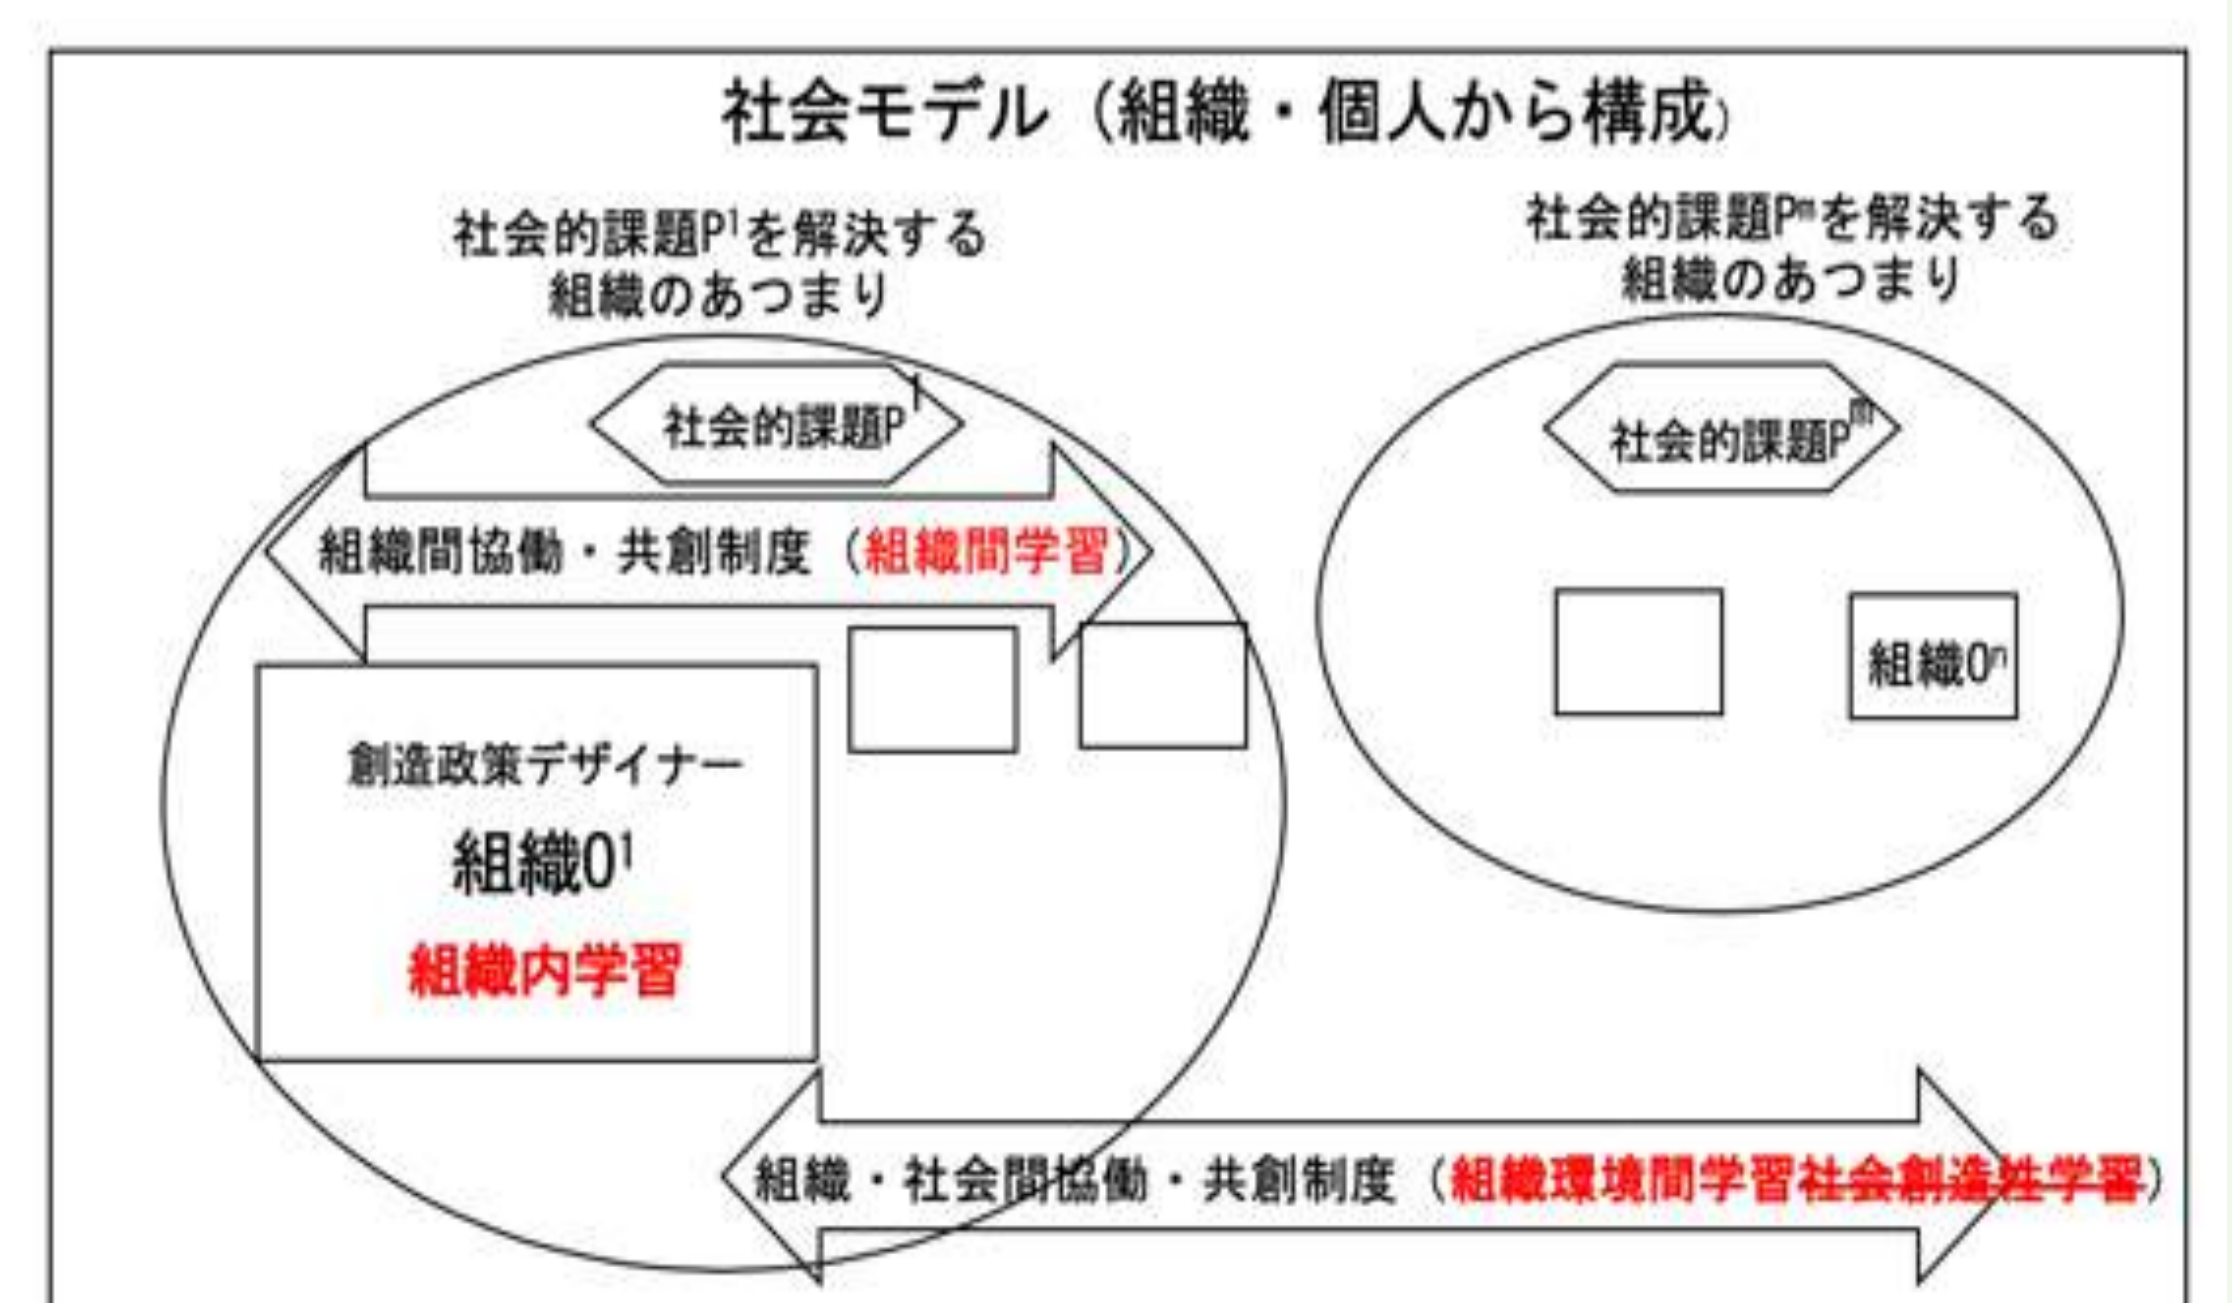 社会モデル（組織・個人から構成）
社会的課題P¹を解決する
組織のあつまり
社会的課題Pᵐを解決する
組織のあつまり
社会的課題P¹
社会的課題Pᵐ
組織間協働・共創制度（組織間学習）
組織Oⁿ
創造政策デザイナー
組織O¹
組織内学習
組織・社会間協働・共創制度（組織環境間学習社会創造性学習）